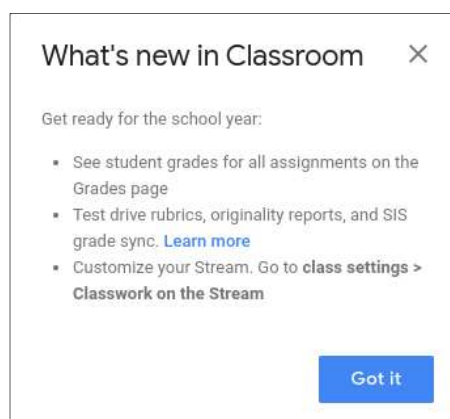 What's new in Classroom
Get ready for the school year:
• See student grades for all assignments on the
Grades page
• Test drive rubrics, originality reports, and SIS
grade sync. Learn more
• Customize your Stream. Go to class settings >
Classwork on the Stream
Got it